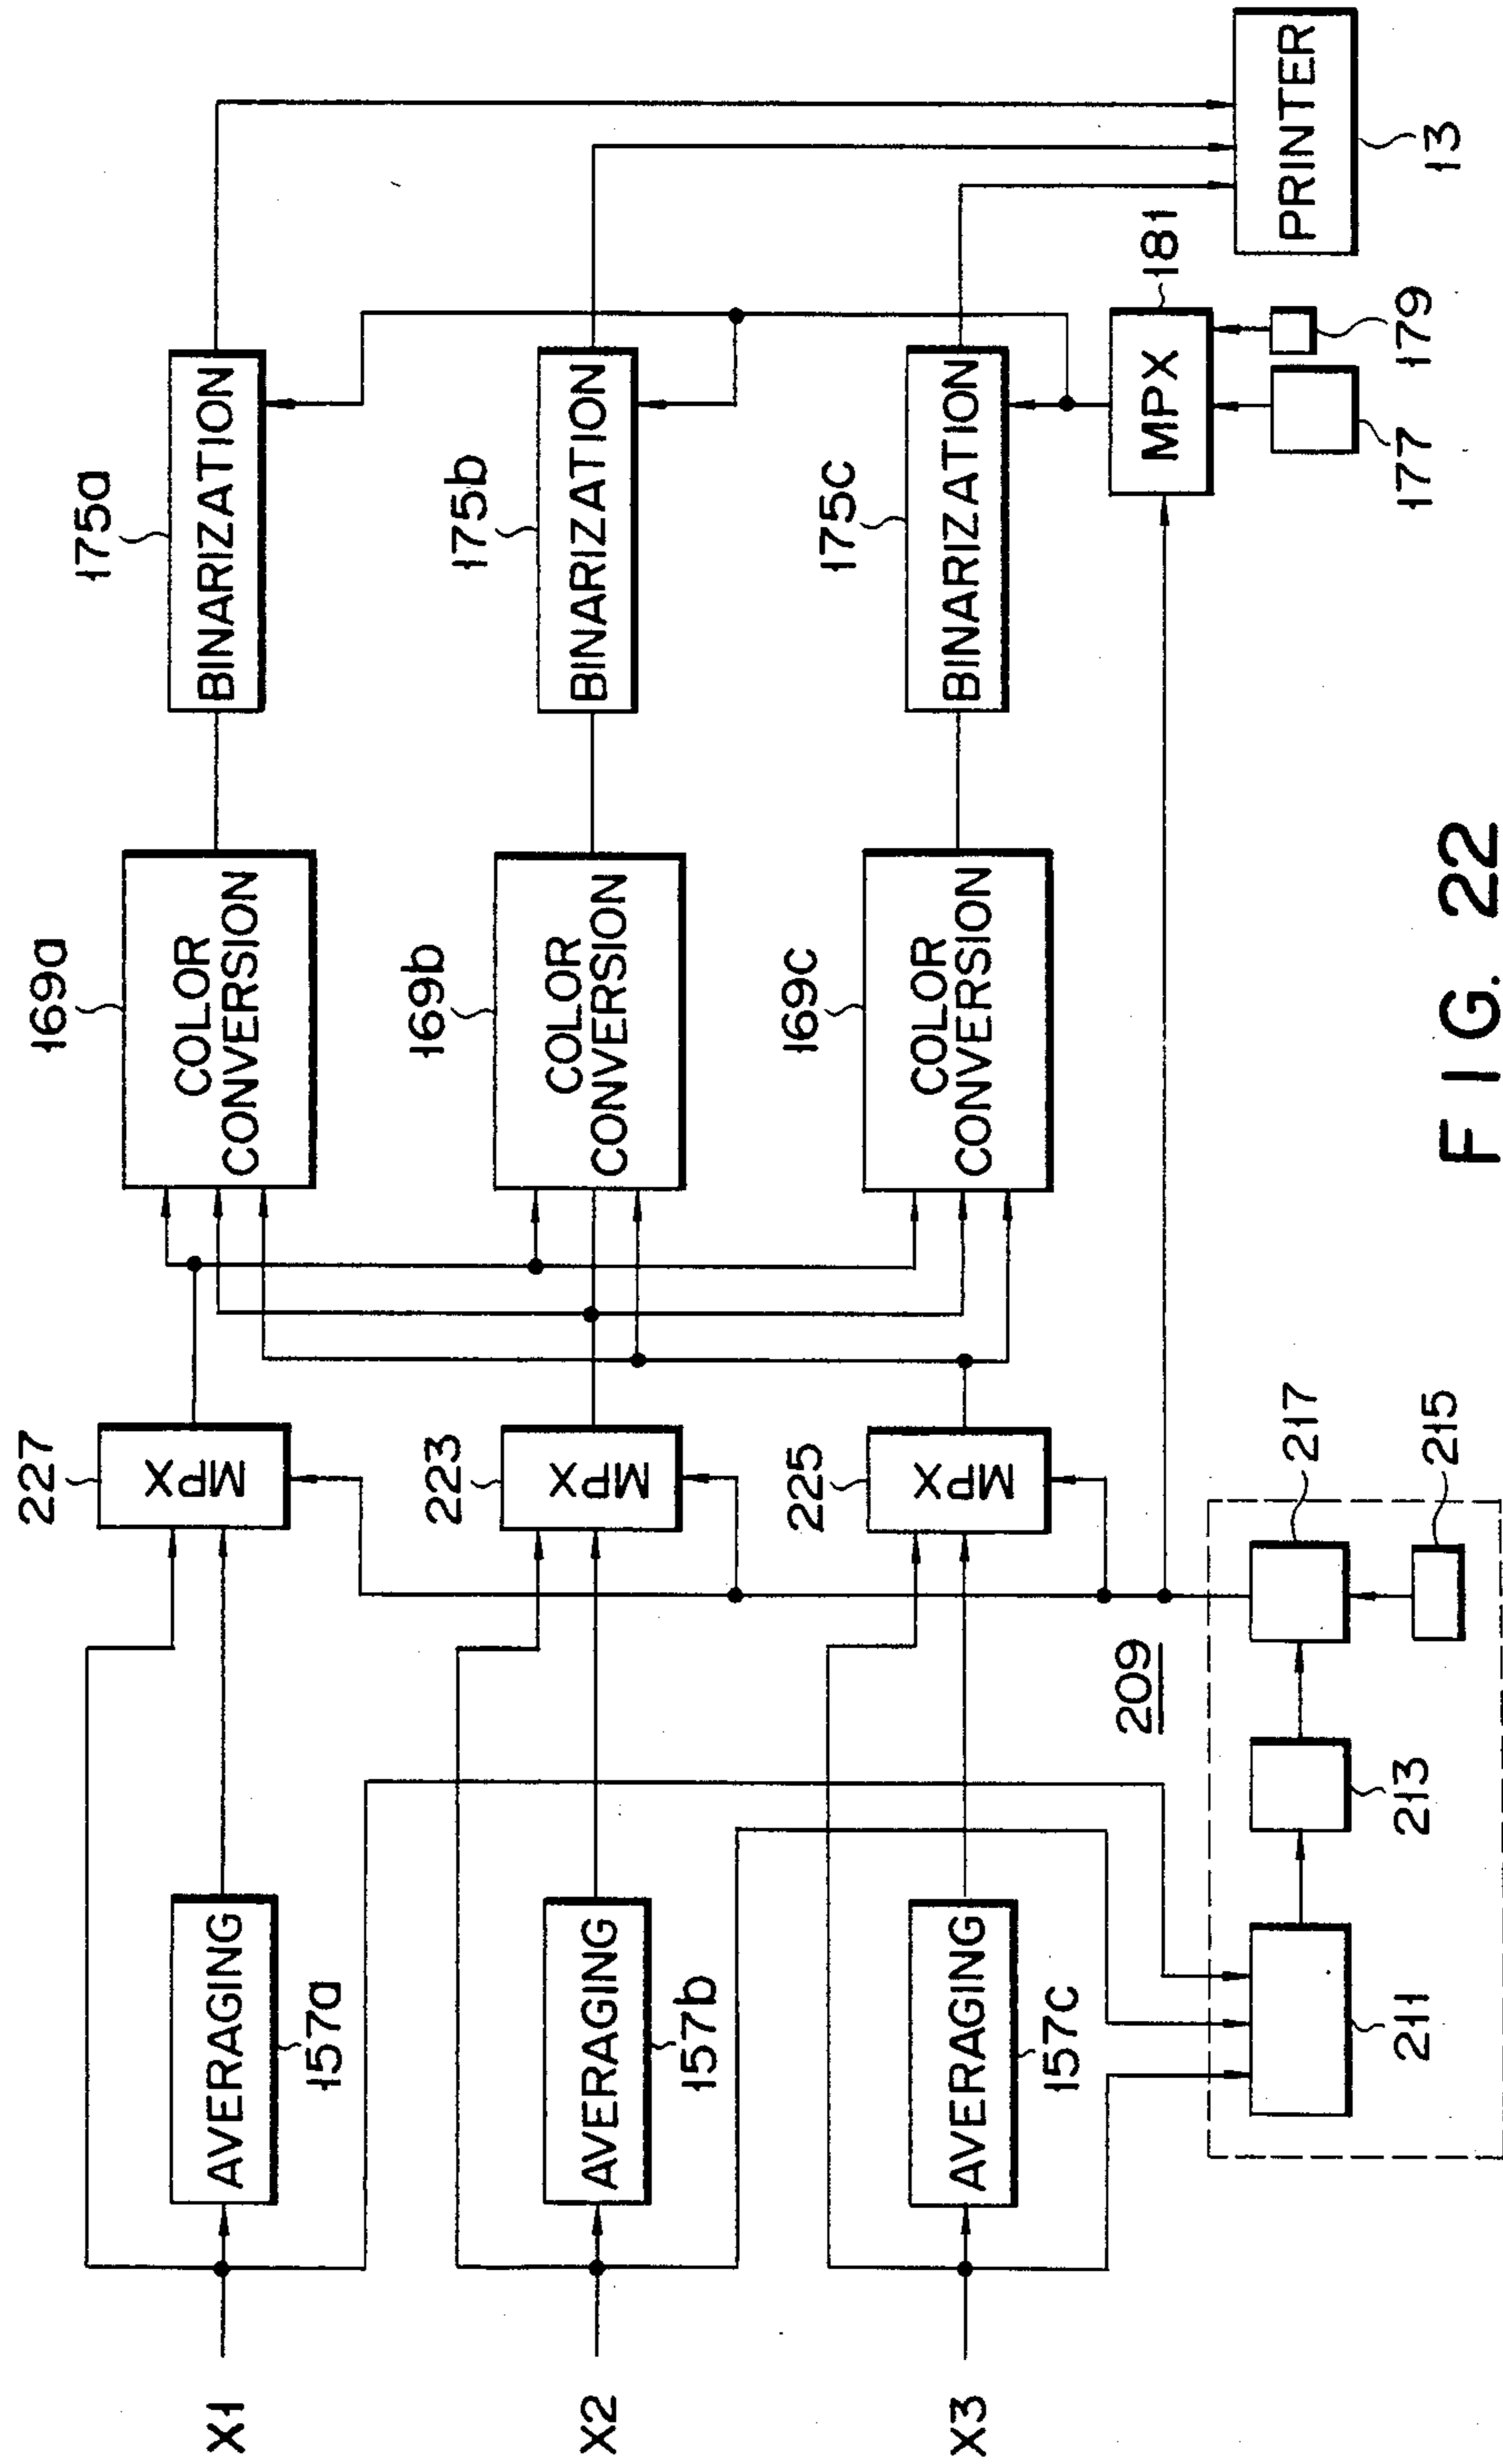 X1
AVERAGING
157a
227
MPX
169a
COLOR
CONVERSION
175a
BINARIZATION
X2
AVERAGING
157b
223
MPX
169b
COLOR
CONVERSION
175b
BINARIZATION
X3
AVERAGING
157c
225
MPX
169c
COLOR
CONVERSION
175c
BINARIZATION
209
211
213
217
215
MPX
181
177
179
PRINTER
13
FIG. 22